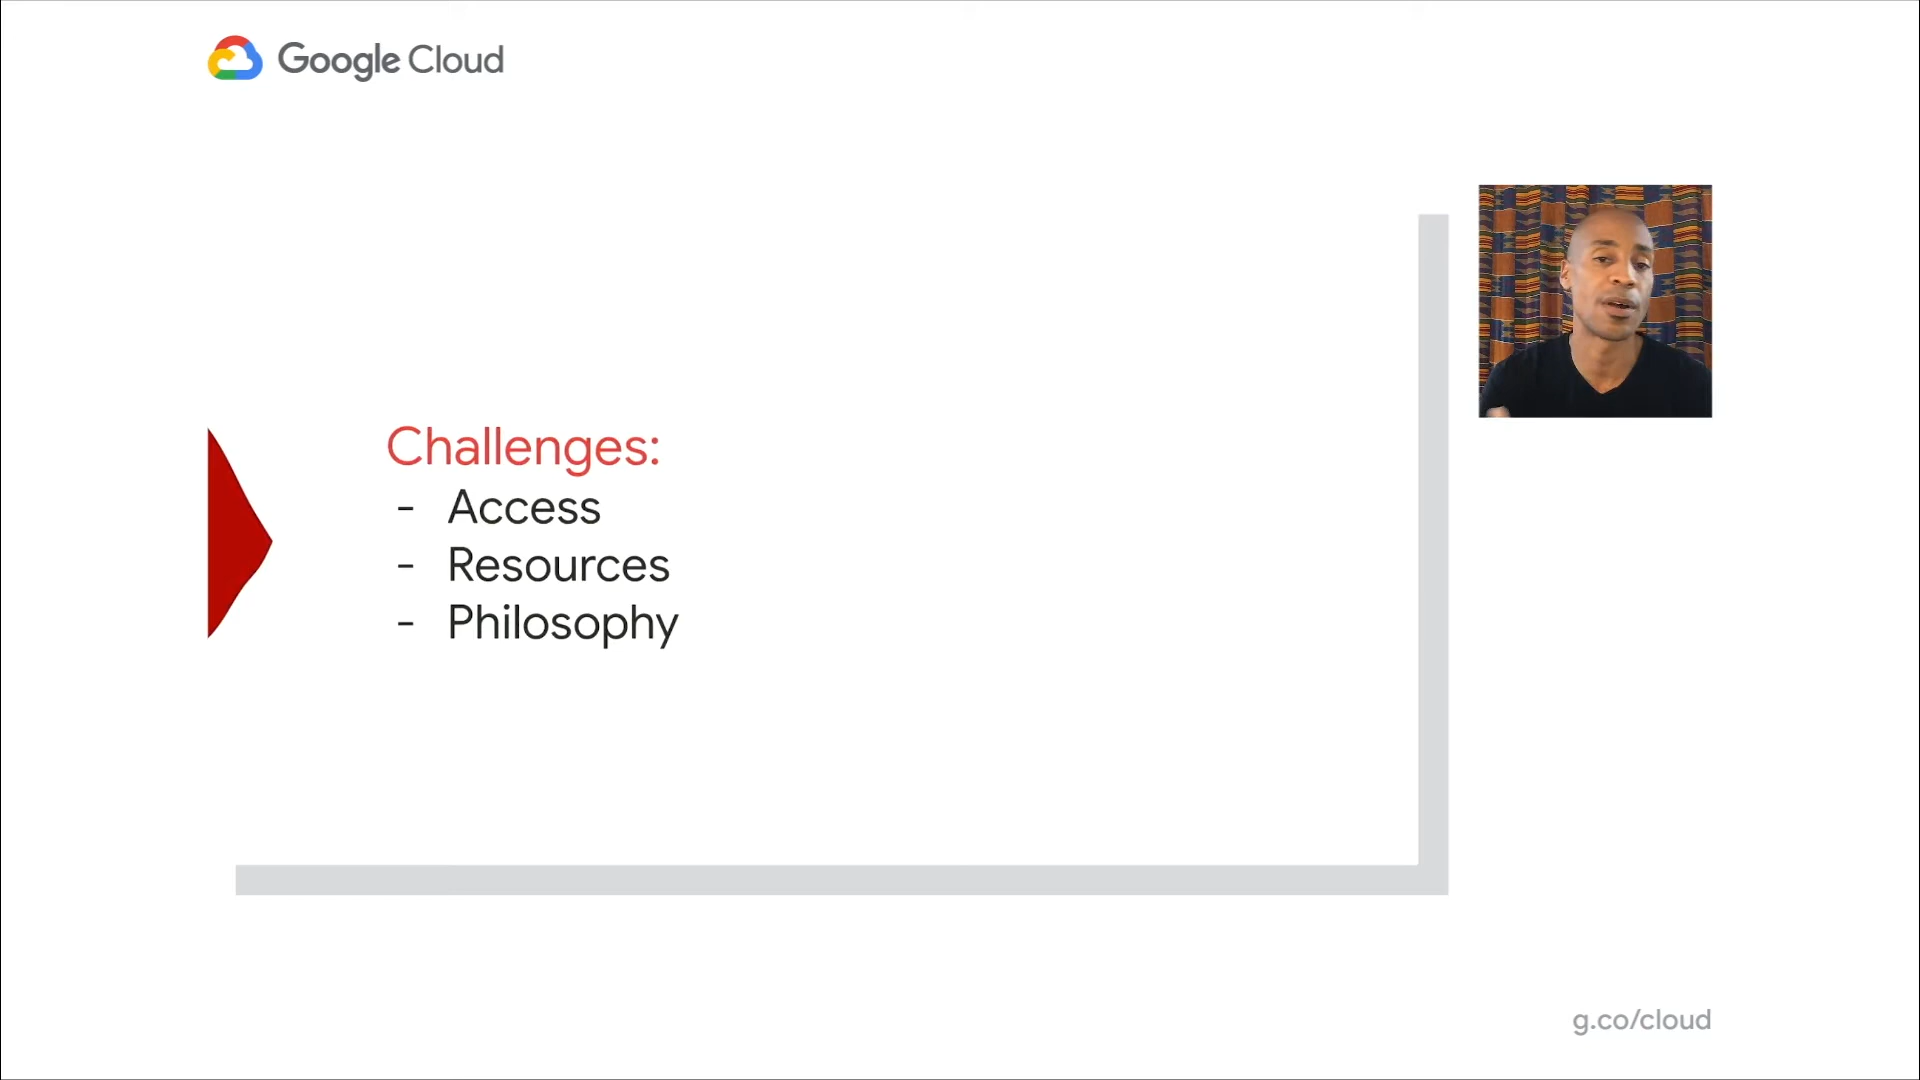 Google Cloud
Challenges:
- Access
- Resources
- Philosophy
g.co/cloud